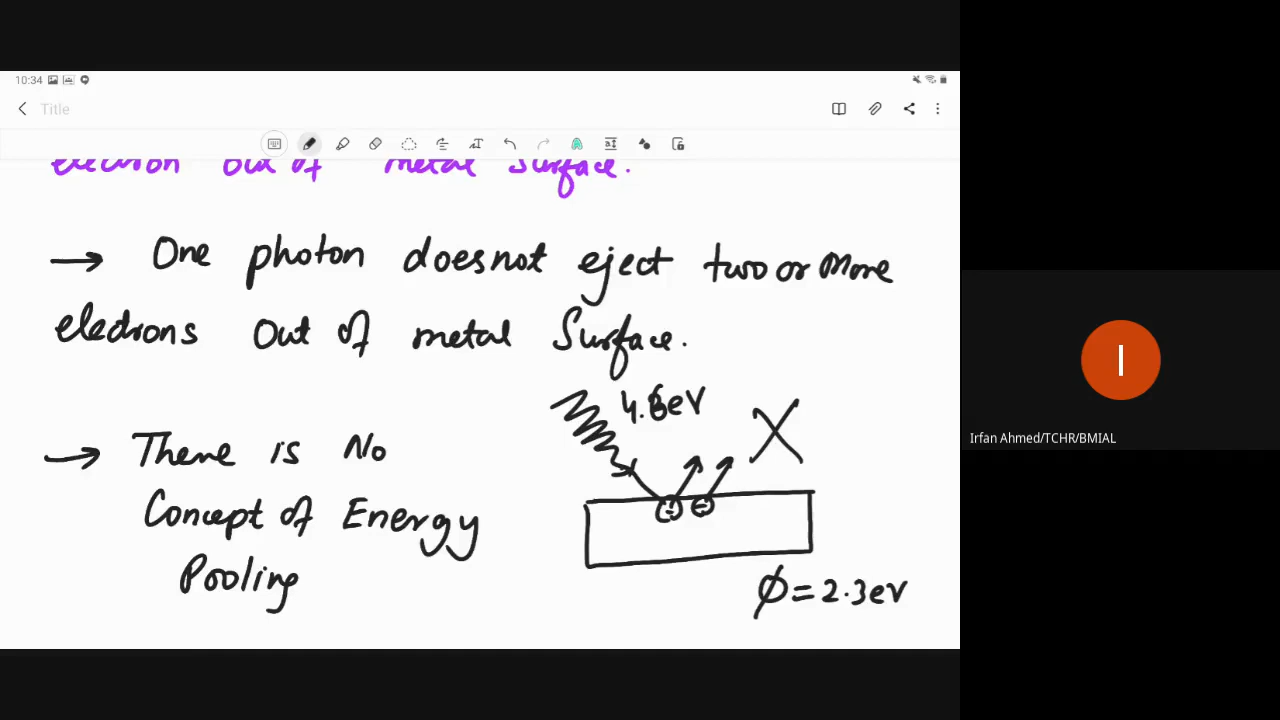 10:34
Title
electron out of metal surface.
→ One photon doesnot eject two or More
electrons Out of metal Surface.
4.6eV
→ There is No
Concept of Energy
Pooling
ϕ = 2.3eV
I
Irfan Ahmed/TCHR/BMIAL